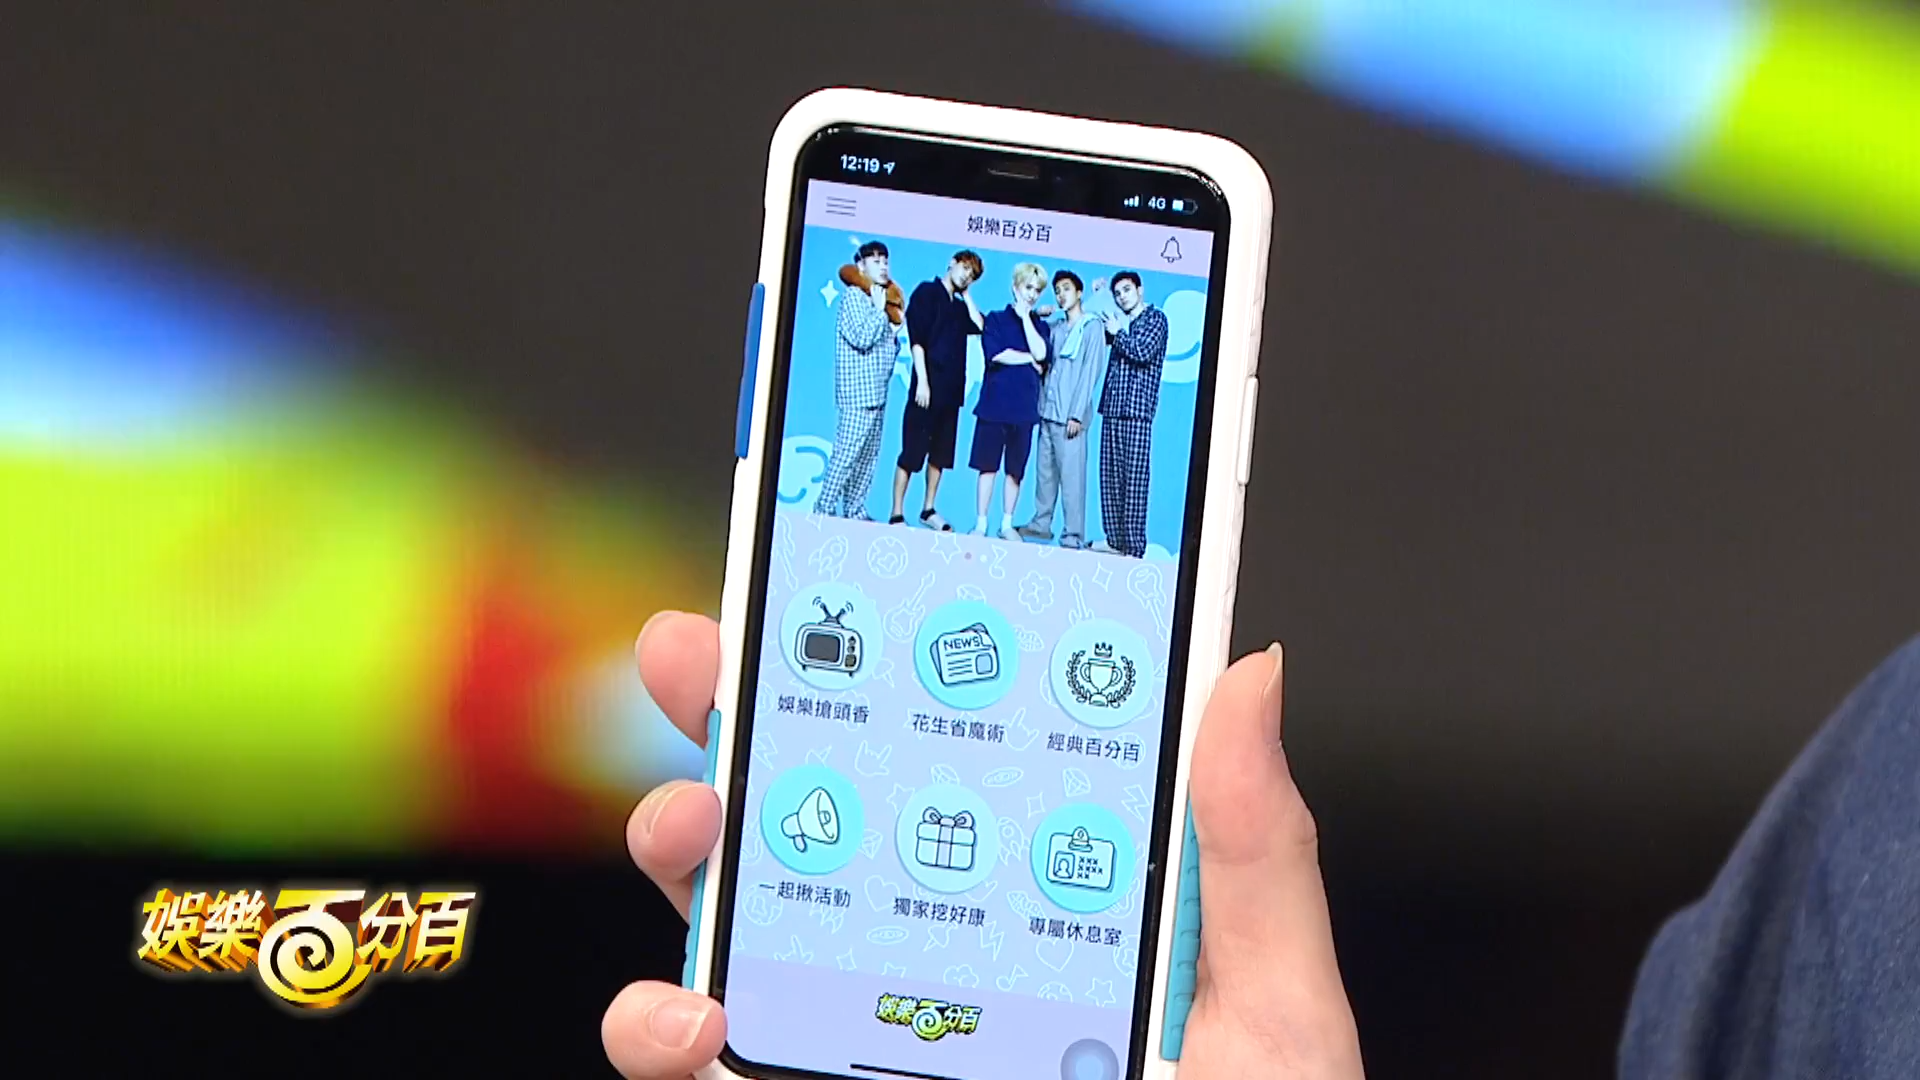 12:19
4G
娛樂百分百
NEWS
娛樂搶頭香
花生省魔術
經典百分百
一起揪活動
獨家挖好康
專屬休息室
娛樂百分百
娛樂百分百